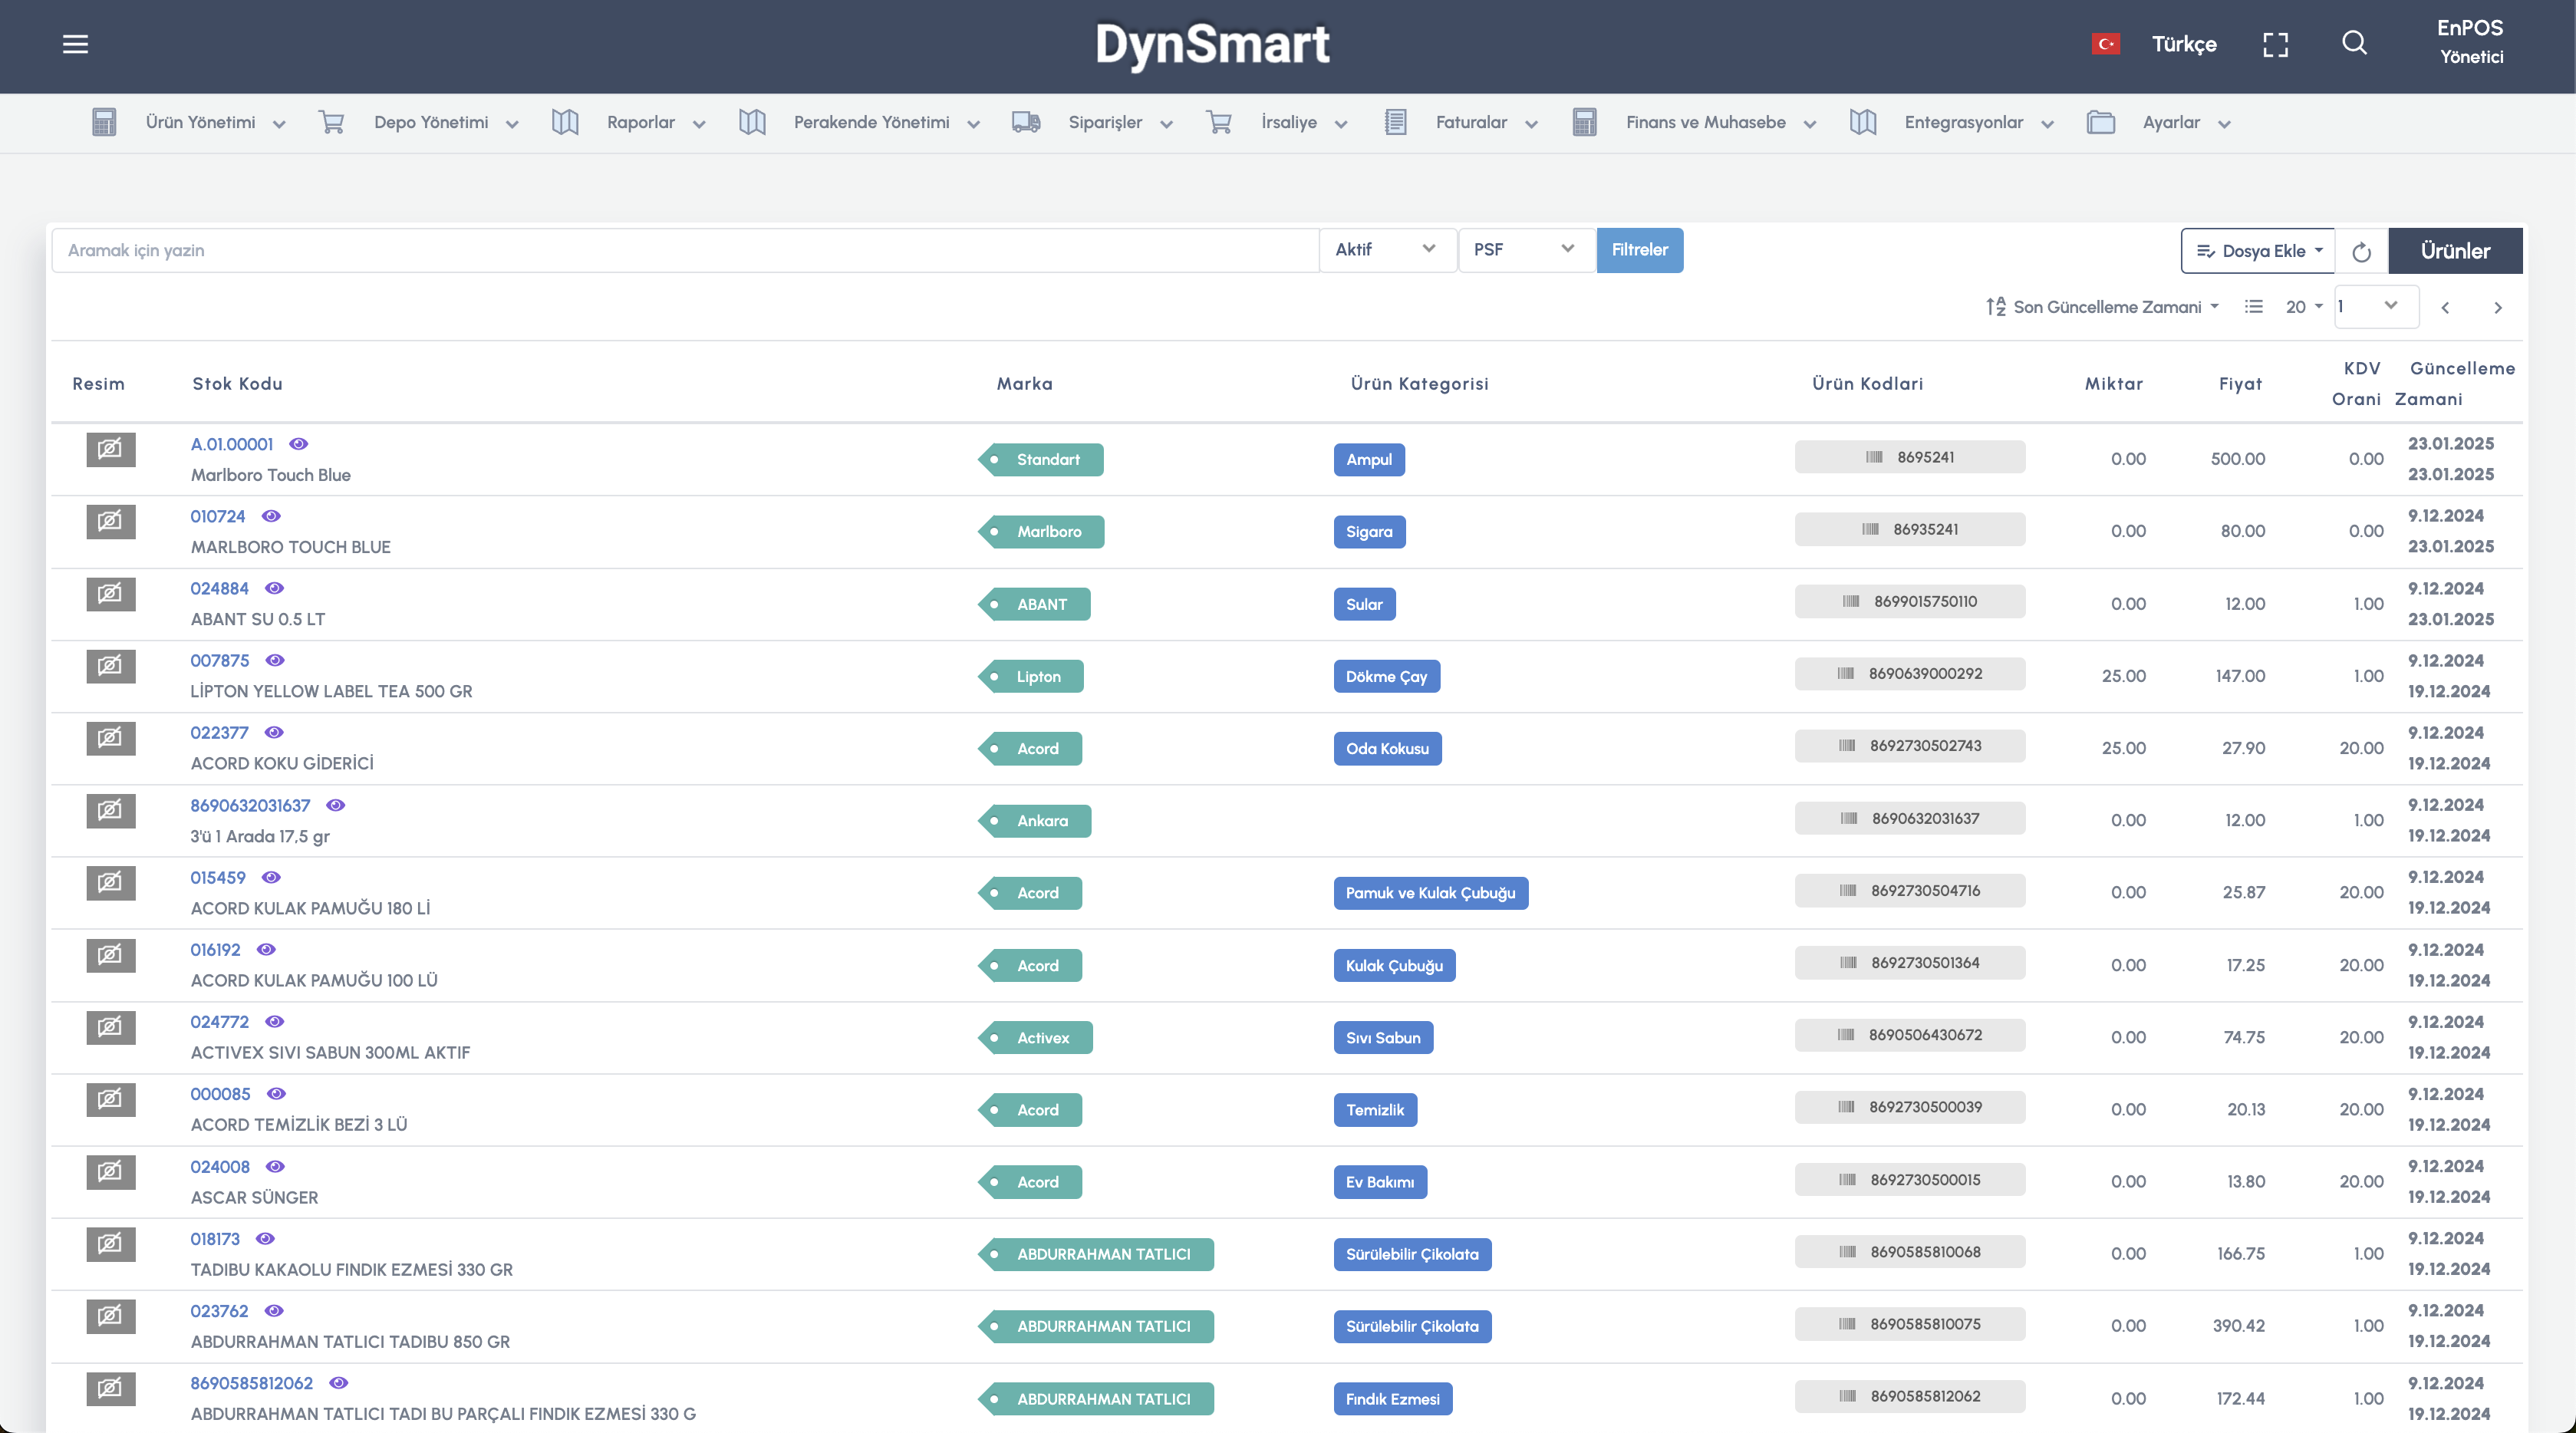 DynSmart
Türkçe
EnPOS
Yönetici
Ürün Yönetimi Depo Yönetimi Raporlar Perakende Yönetimi Siparişler İrsaliye Faturalar Finans ve Muhasebe Entegrasyonlar Ayarlar
Aramak için yazin Aktif PSF Filtreler Dosya Ekle Ürünler
Son Güncelleme Zamani 20 1
Resim Stok Kodu Marka Ürün Kategorisi Ürün Kodlari Miktar Fiyat KDV Orani Güncelleme Zamani
A.01.00001 23.01.2025
Marlboro Touch Blue Standart Ampul 8695241 0.00 500.00 0.00 23.01.2025
010724 9.12.2024
MARLBORO TOUCH BLUE Marlboro Sigara 86935241 0.00 80.00 0.00 23.01.2025
024884 9.12.2024
ABANT SU 0.5 LT ABANT Sular 8699015750110 0.00 12.00 1.00 23.01.2025
007875 9.12.2024
LİPTON YELLOW LABEL TEA 500 GR Lipton Dökme Çay 8690639000292 25.00 147.00 1.00 19.12.2024
022377 9.12.2024
ACORD KOKU GİDERİCİ Acord Oda Kokusu 8692730502743 25.00 27.90 20.00 19.12.2024
8690632031637 9.12.2024
3'ü 1 Arada 17,5 gr Ankara 8690632031637 0.00 12.00 1.00 19.12.2024
015459 9.12.2024
ACORD KULAK PAMUĞU 180 Lİ Acord Pamuk ve Kulak Çubuğu 8692730504716 0.00 25.87 20.00 19.12.2024
016192 9.12.2024
ACORD KULAK PAMUĞU 100 LÜ Acord Kulak Çubuğu 8692730501364 0.00 17.25 20.00 19.12.2024
024772 9.12.2024
ACTIVEX SIVI SABUN 300ML AKTIF Activex Sıvı Sabun 8690506430672 0.00 74.75 20.00 19.12.2024
000085 9.12.2024
ACORD TEMİZLİK BEZİ 3 LÜ Acord Temizlik 8692730500039 0.00 20.13 20.00 19.12.2024
024008 9.12.2024
ASCAR SÜNGER Acord Ev Bakımı 8692730500015 0.00 13.80 20.00 19.12.2024
018173 9.12.2024
TADIBU KAKAOLU FINDIK EZMESİ 330 GR ABDURRAHMAN TATLICI Sürülebilir Çikolata 8690585810068 0.00 166.75 1.00 19.12.2024
023762 9.12.2024
ABDURRAHMAN TATLICI TADIBU 850 GR ABDURRAHMAN TATLICI Sürülebilir Çikolata 8690585810075 0.00 390.42 1.00 19.12.2024
8690585812062 9.12.2024
ABDURRAHMAN TATLICI TADI BU PARÇALI FINDIK EZMESİ 330 G ABDURRAHMAN TATLICI Fındık Ezmesi 8690585812062 0.00 172.44 1.00 19.12.2024